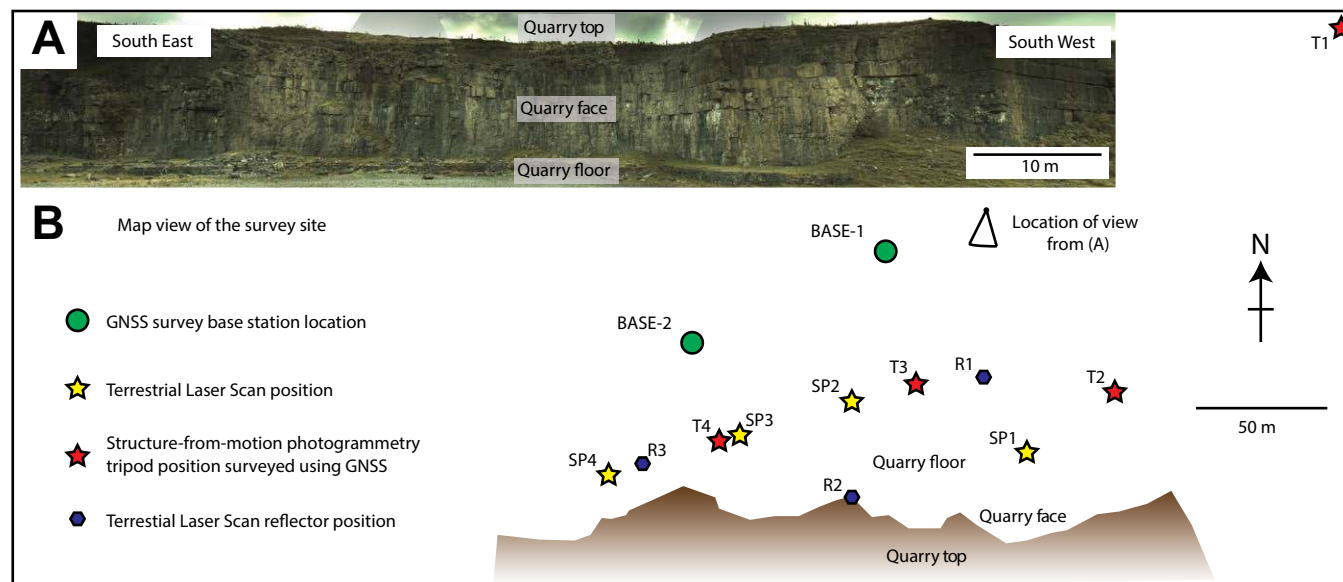 A
South East
Quarry top
South West
T1
Quarry face
Quarry floor
10 m
B
Map view of the survey site
BASE-1
Location of view
from (A)
N
GNSS survey base station location
BASE-2
Terrestrial Laser Scan position
SP2
T3
R1
T2
50 m
Structure-from-motion photogrammetry
tripod position surveyed using GNSS
T4
SP3
SP1
SP4
R3
Quarry floor
R2
Terrestial Laser Scan reflector position
Quarry face
Quarry top